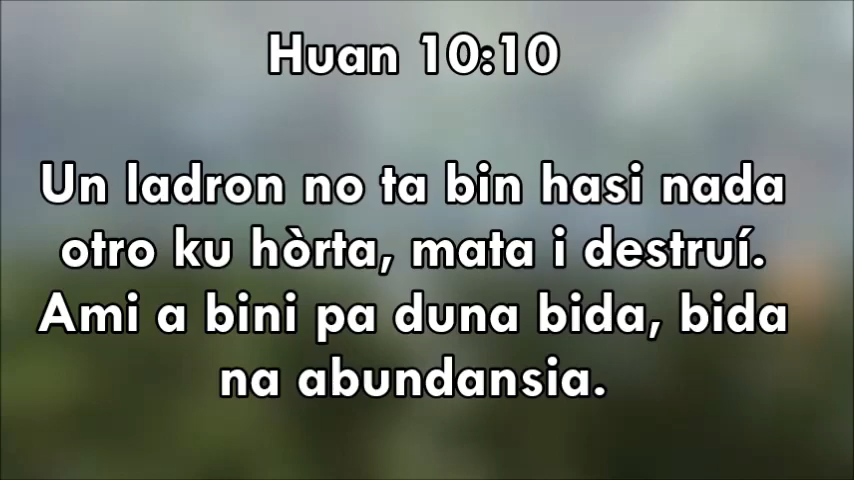 Huan 10:10
Un ladron no ta bin hasi nada
otro ku hòrta, mata i destruí.
Ami a bini pa duna bida, bida
na abundansia.